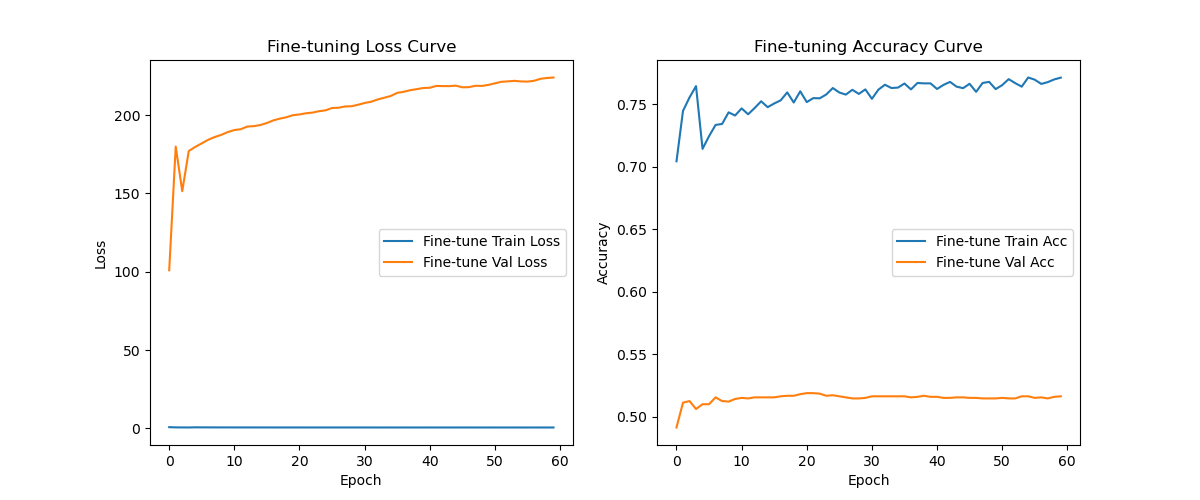 Fine-tuning Loss Curve
Loss
200
150
100
50
0
Fine-tune Train Loss
Fine-tune Val Loss
0 10 20 30 40 50 60
Epoch
Fine-tuning Accuracy Curve
Accuracy
0.75
0.70
0.65
0.60
0.55
0.50
Fine-tune Train Acc
Fine-tune Val Acc
0 10 20 30 40 50 60
Epoch